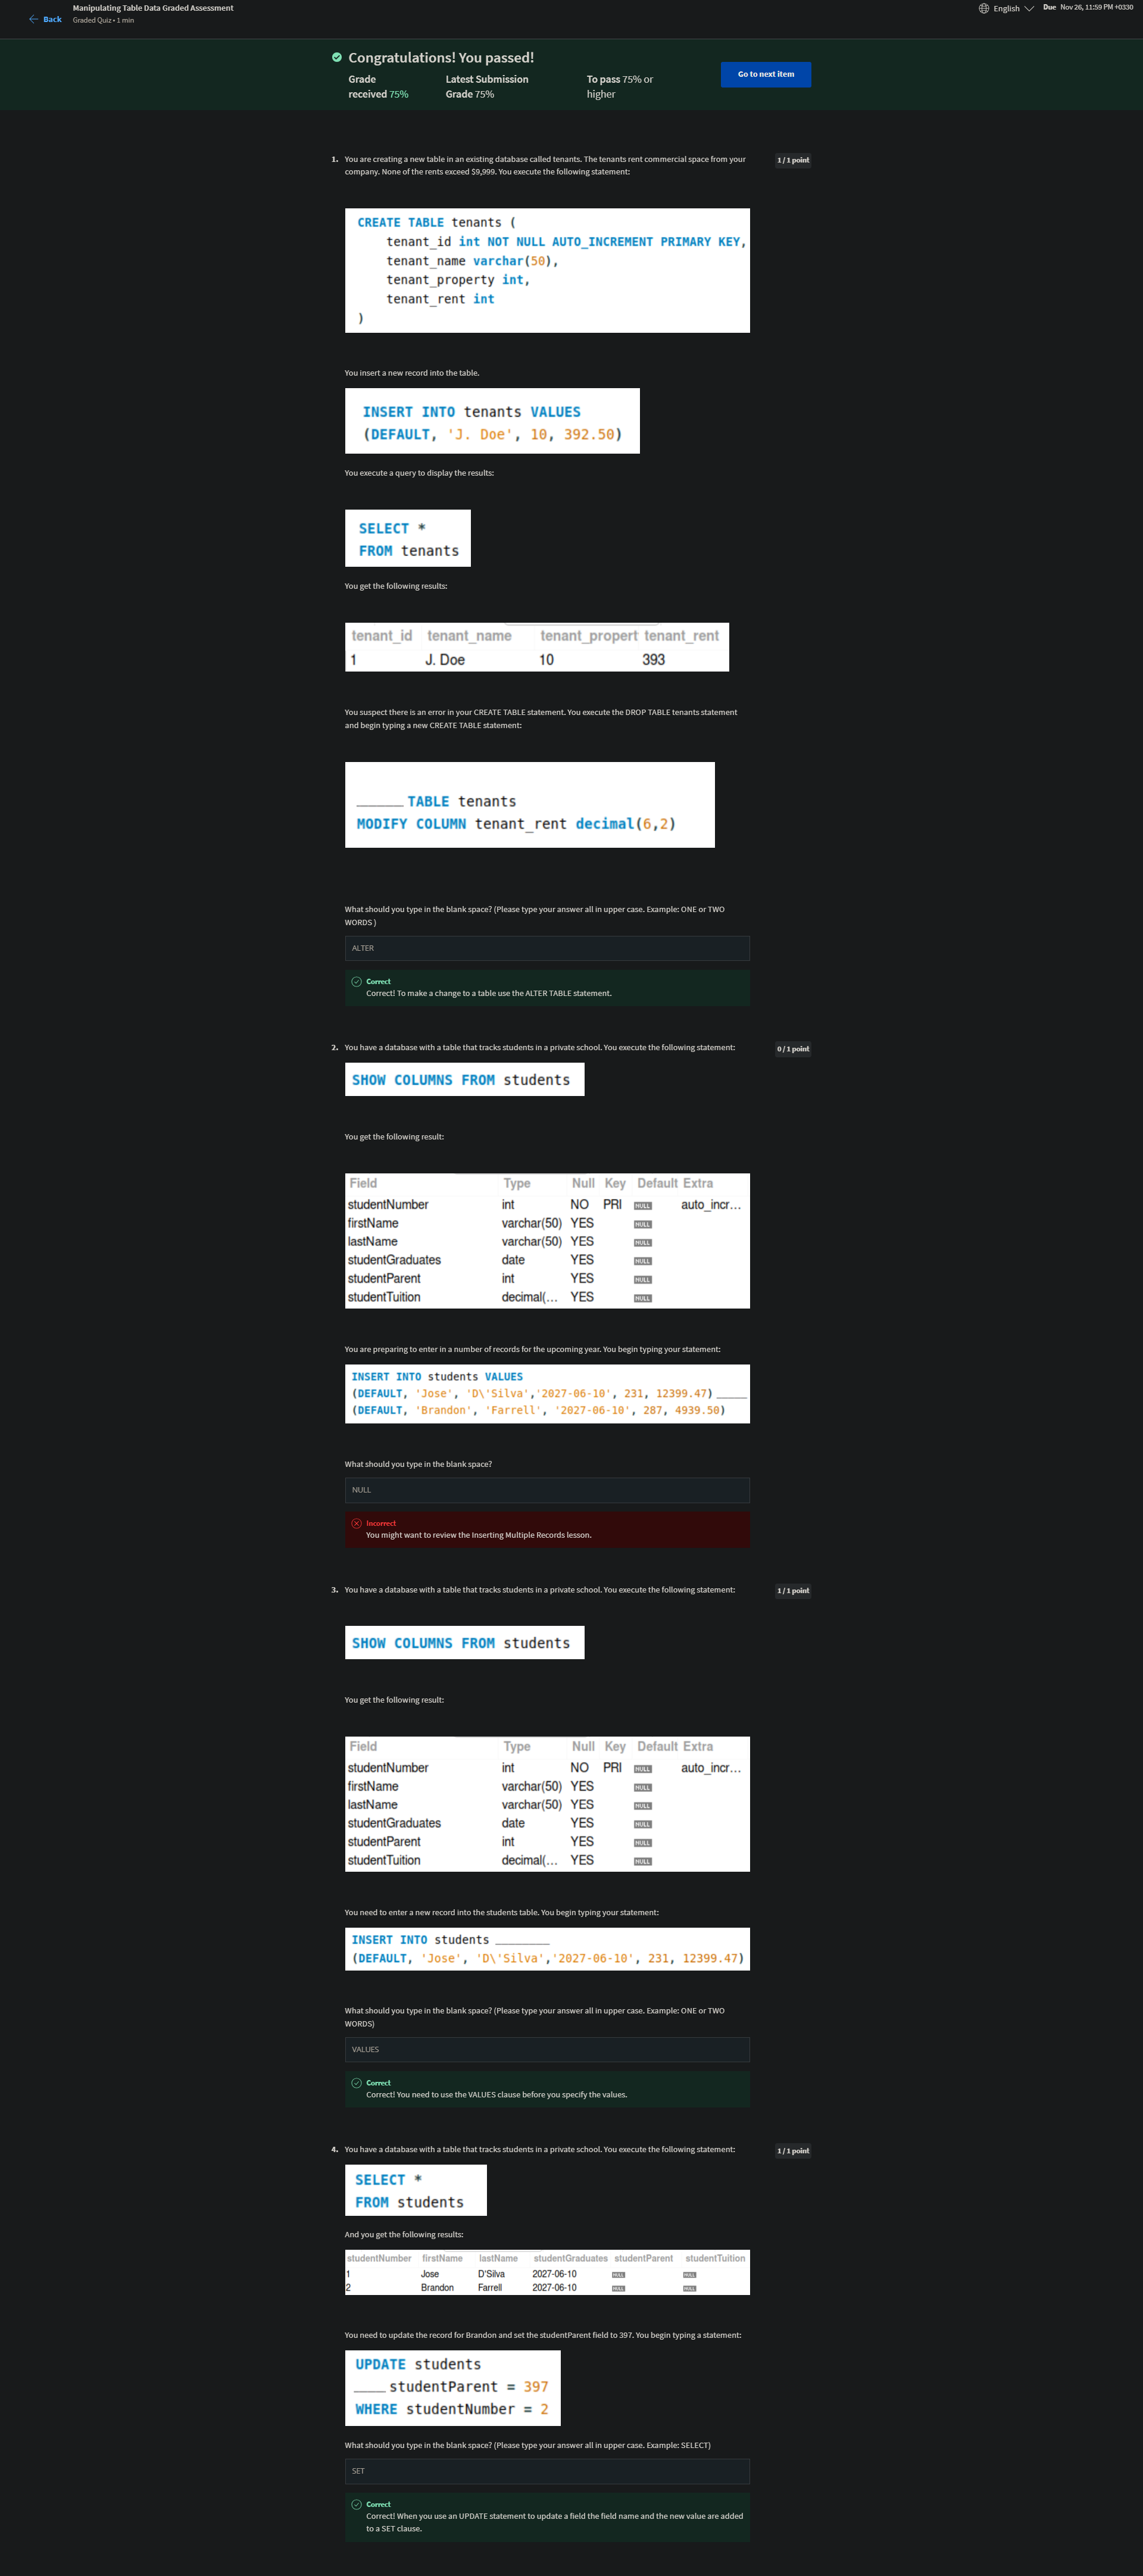 Back
Manipulating Table Data Graded Assessment
Graded Quiz • 1 min
English
Due Nov 26, 11:59 PM +0330
Congratulations! You passed!
Grade received 75%
Latest Submission Grade 75%
To pass 75% or higher
Go to next item
1. You are creating a new table in an existing database called tenants. The tenants rent commercial space from your
company. None of the rents exceed $9,999. You execute the following statement:
1 / 1 point
CREATE TABLE tenants (
tenant_id int NOT NULL AUTO_INCREMENT PRIMARY KEY,
tenant_name varchar(50),
tenant_property int,
tenant_rent int
)
You insert a new record into the table.
INSERT INTO tenants VALUES
(DEFAULT, 'J. Doe', 10, 392.50)
You execute a query to display the results:
SELECT *
FROM tenants
You get the following results:
tenant_id tenant_name tenant_propert tenant_rent
1 J. Doe 10 393
You suspect there is an error in your CREATE TABLE statement. You execute the DROP TABLE tenants statement
and begin typing a new CREATE TABLE statement:
______ TABLE tenants
MODIFY COLUMN tenant_rent decimal(6,2)
What should you type in the blank space? (Please type your answer all in upper case. Example: ONE or TWO
WORDS )
ALTER
Correct
Correct! To make a change to a table use the ALTER TABLE statement.
2. You have a database with a table that tracks students in a private school. You execute the following statement:
0 / 1 point
SHOW COLUMNS FROM students
You get the following result:
Field Type Null Key Default Extra
studentNumber int NO PRI NULL auto_incr...
firstName varchar(50) YES NULL
lastName varchar(50) YES NULL
studentGraduates date YES NULL
studentParent int YES NULL
studentTuition decimal(... YES NULL
You are preparing to enter in a number of records for the upcoming year. You begin typing your statement:
INSERT INTO students VALUES
(DEFAULT, 'Jose', 'D\'Silva','2027-06-10', 231, 12399.47) _____
(DEFAULT, 'Brandon', 'Farrell', '2027-06-10', 287, 4939.50)
What should you type in the blank space?
NULL
Incorrect
You might want to review the Inserting Multiple Records lesson.
3. You have a database with a table that tracks students in a private school. You execute the following statement:
1 / 1 point
SHOW COLUMNS FROM students
You get the following result:
Field Type Null Key Default Extra
studentNumber int NO PRI NULL auto_incr...
firstName varchar(50) YES NULL
lastName varchar(50) YES NULL
studentGraduates date YES NULL
studentParent int YES NULL
studentTuition decimal(... YES NULL
You need to enter a new record into the students table. You begin typing your statement:
INSERT INTO students ________
(DEFAULT, 'Jose', 'D\'Silva','2027-06-10', 231, 12399.47)
What should you type in the blank space? (Please type your answer all in upper case. Example: ONE or TWO
WORDS)
VALUES
Correct
Correct! You need to use the VALUES clause before you specify the values.
4. You have a database with a table that tracks students in a private school. You execute the following statement:
1 / 1 point
SELECT *
FROM students
And you get the following results:
studentNumber firstName lastName studentGraduates studentParent studentTuition
1 Jose D'Silva 2027-06-10 NULL NULL
2 Brandon Farrell 2027-06-10 NULL NULL
You need to update the record for Brandon and set the studentParent field to 397. You begin typing a statement:
UPDATE students
____ studentParent = 397
WHERE studentNumber = 2
What should you type in the blank space? (Please type your answer all in upper case. Example: SELECT)
SET
Correct
Correct! When you use an UPDATE statement to update a field the field name and the new value are added
to a SET clause.